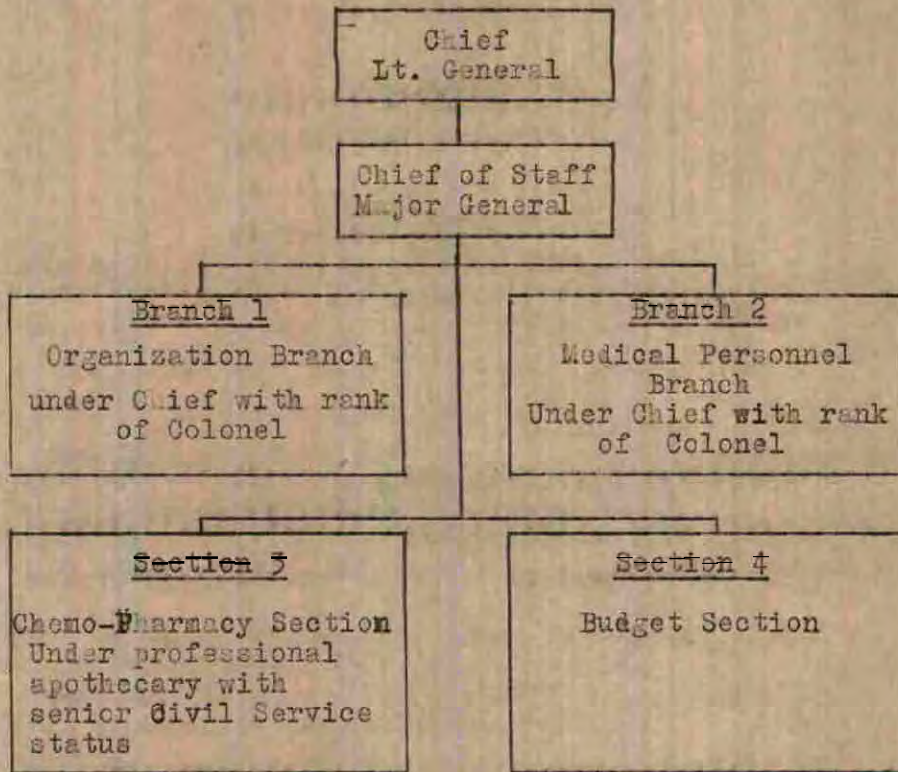 Chief
Lt. General
Chief of Staff
Major General
Branch 1
Organization Branch
under Chief with rank
of Colonel
Branch 2
Medical Personnel
Branch
Under Chief with rank
of Colonel
Section 3
Chemo-Pharmacy Section
Under professional
apothecary with
senior Civil Service
status
Section 4
Budget Section